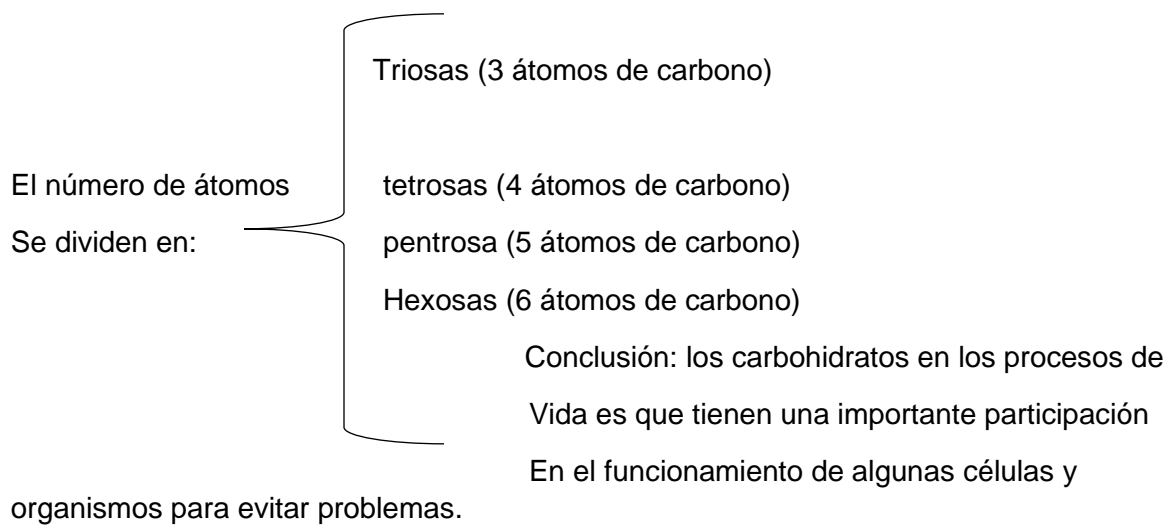 Triosas (3 átomos de carbono)
El número de átomos tetrosas (4 átomos de carbono)
Se dividen en: pentrosa (5 átomos de carbono)
Hexosas (6 átomos de carbono)
Conclusión: los carbohidratos en los procesos de
Vida es que tienen una importante participación
En el funcionamiento de algunas células y
organismos para evitar problemas.